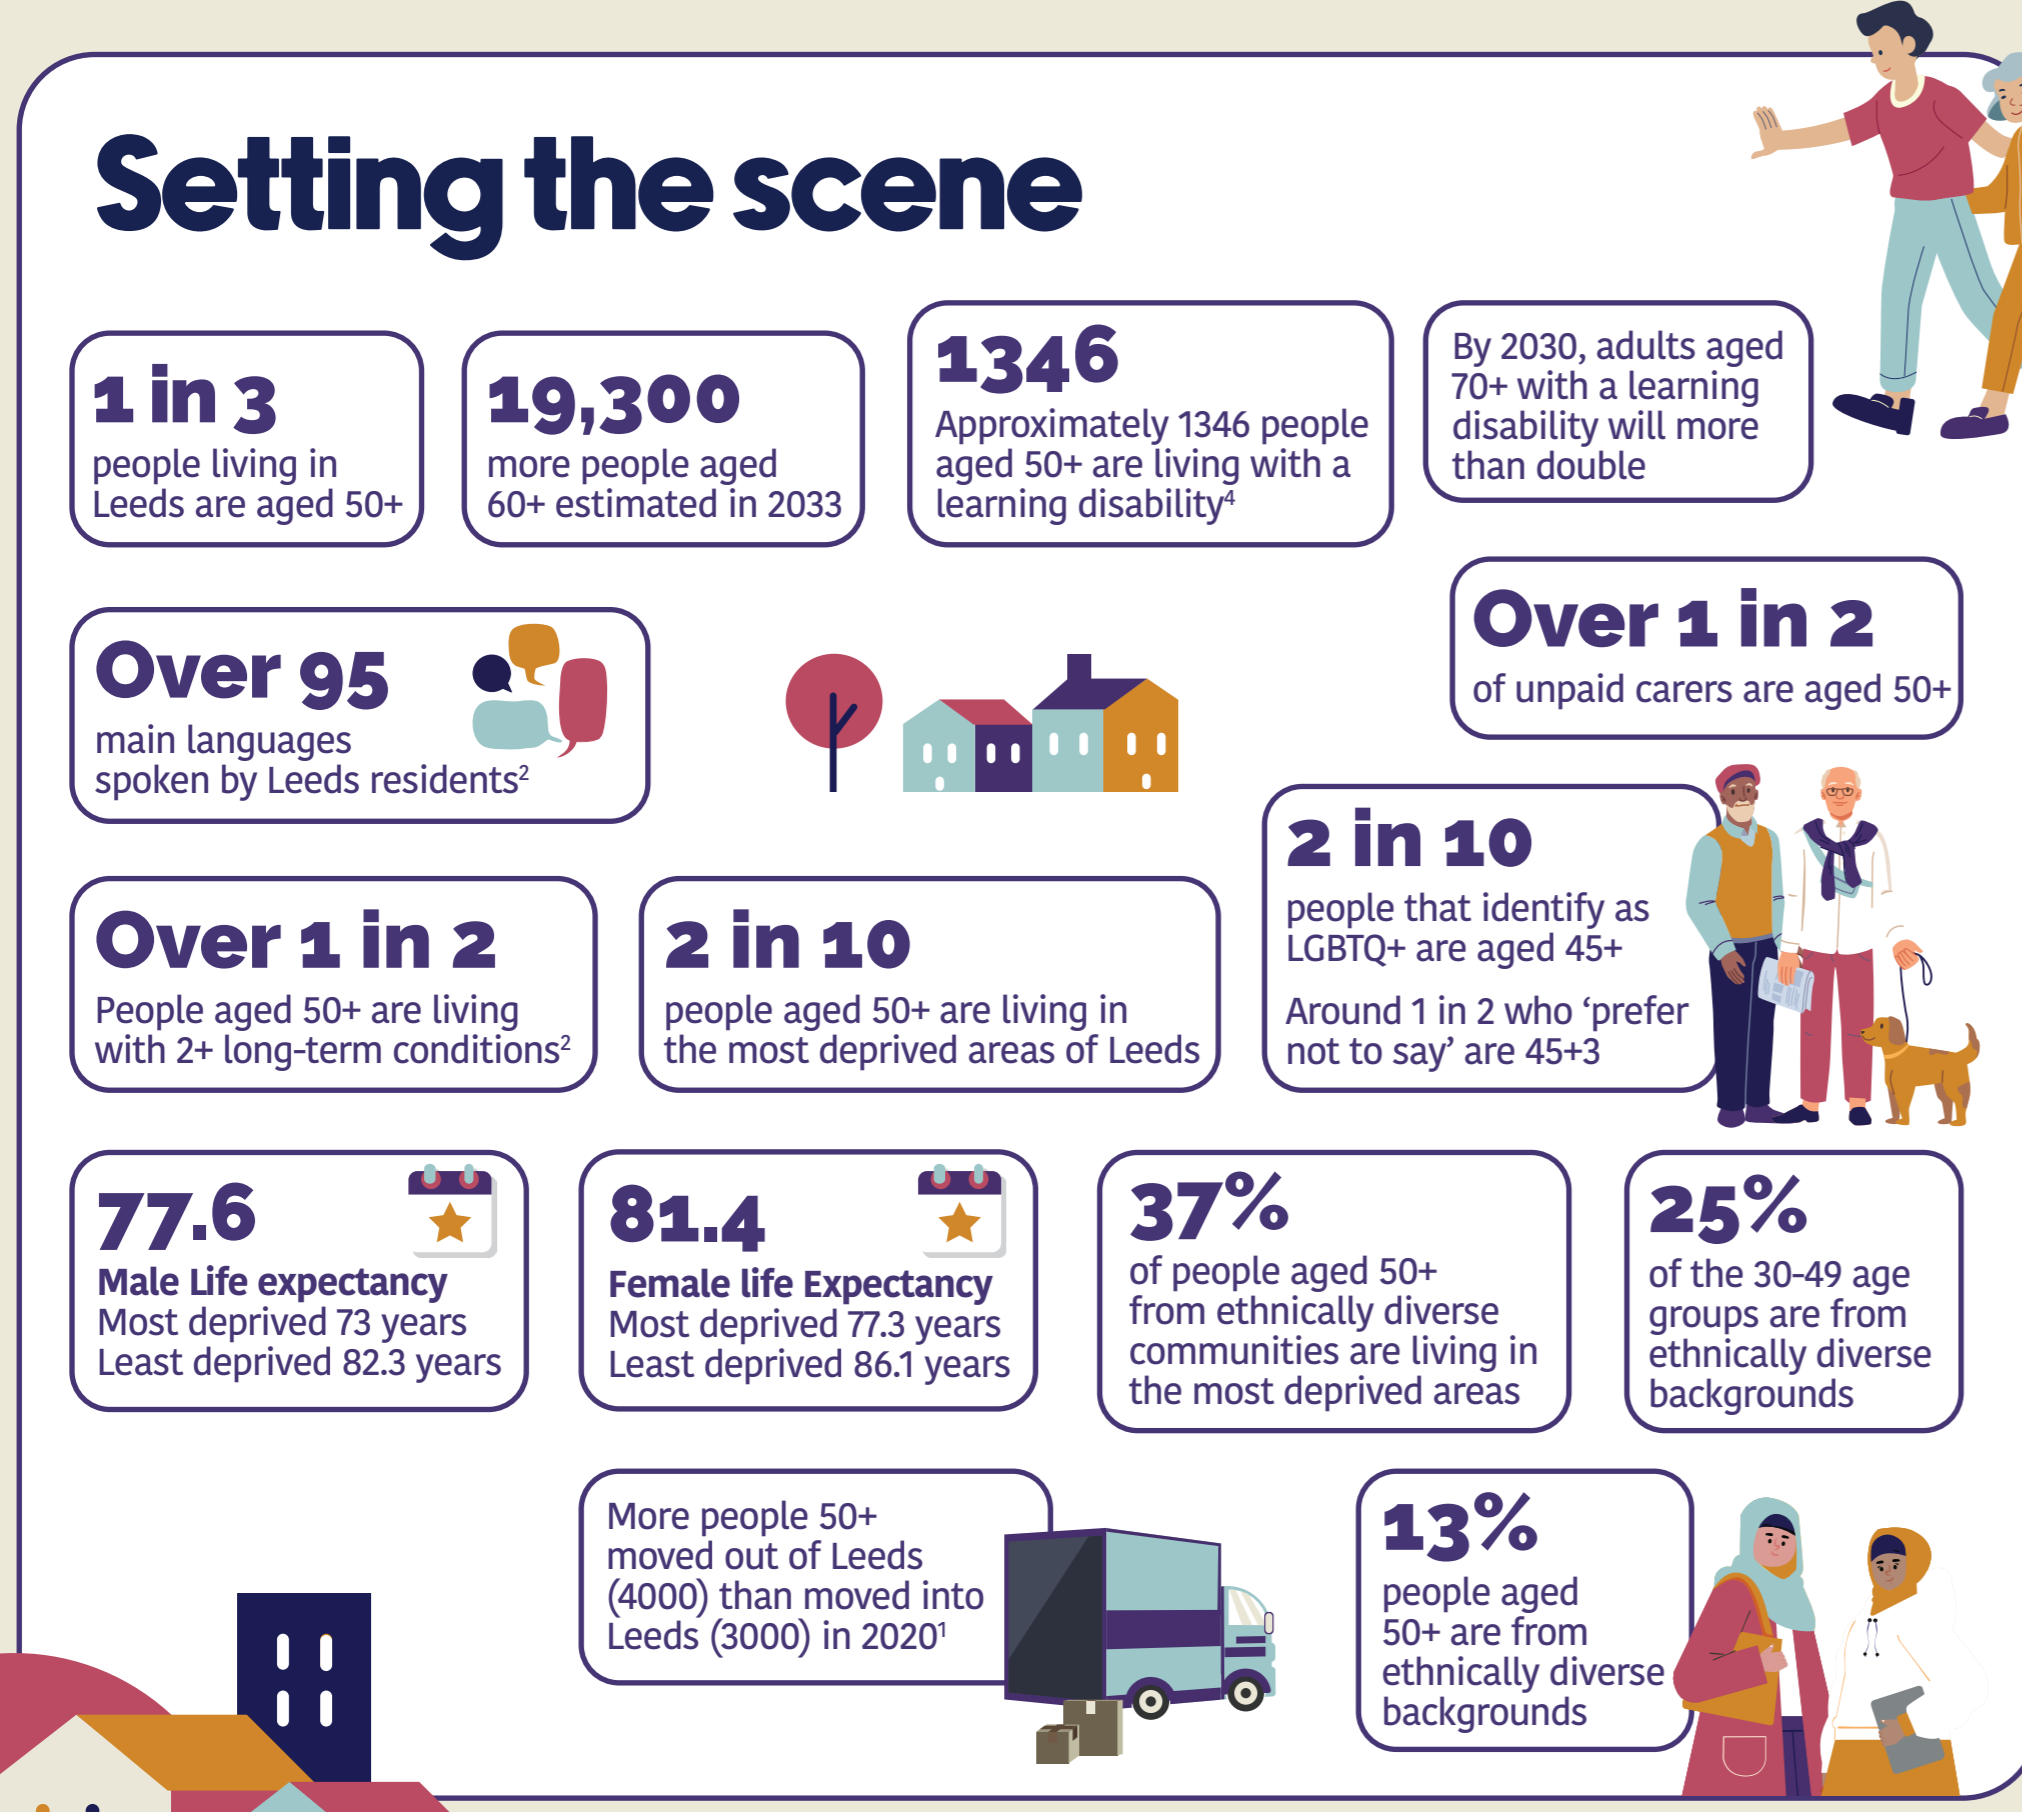 Setting the scene
1 in 3
people living in
Leeds are aged 50+
19,300
more people aged
60+ estimated in 2033
1346
Approximately 1346 people
aged 50+ are living with a
learning disability⁴
By 2030, adults aged
70+ with a learning
disability will more
than double
Over 95
main languages
spoken by Leeds residents²
Over 1 in 2
of unpaid carers are aged 50+
Over 1 in 2
People aged 50+ are living
with 2+ long-term conditions²
2 in 10
people aged 50+ are living in
the most deprived areas of Leeds
2 in 10
people that identify as
LGBTQ+ are aged 45+
Around 1 in 2 who ‘prefer
not to say’ are 45+3
77.6
Male Life expectancy
Most deprived 73 years
Least deprived 82.3 years
81.4
Female life Expectancy
Most deprived 77.3 years
Least deprived 86.1 years
37%
of people aged 50+
from ethnically diverse
communities are living in
the most deprived areas
25%
of the 30-49 age
groups are from
ethnically diverse
backgrounds
More people 50+
moved out of Leeds
(4000) than moved into
Leeds (3000) in 2020¹
13%
people aged
50+ are from
ethnically diverse
backgrounds